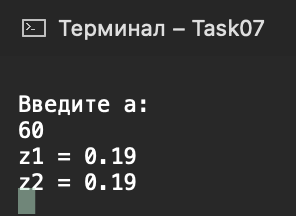 Терминал – Task07
Введите а:
60
z1 = 0.19
z2 = 0.19